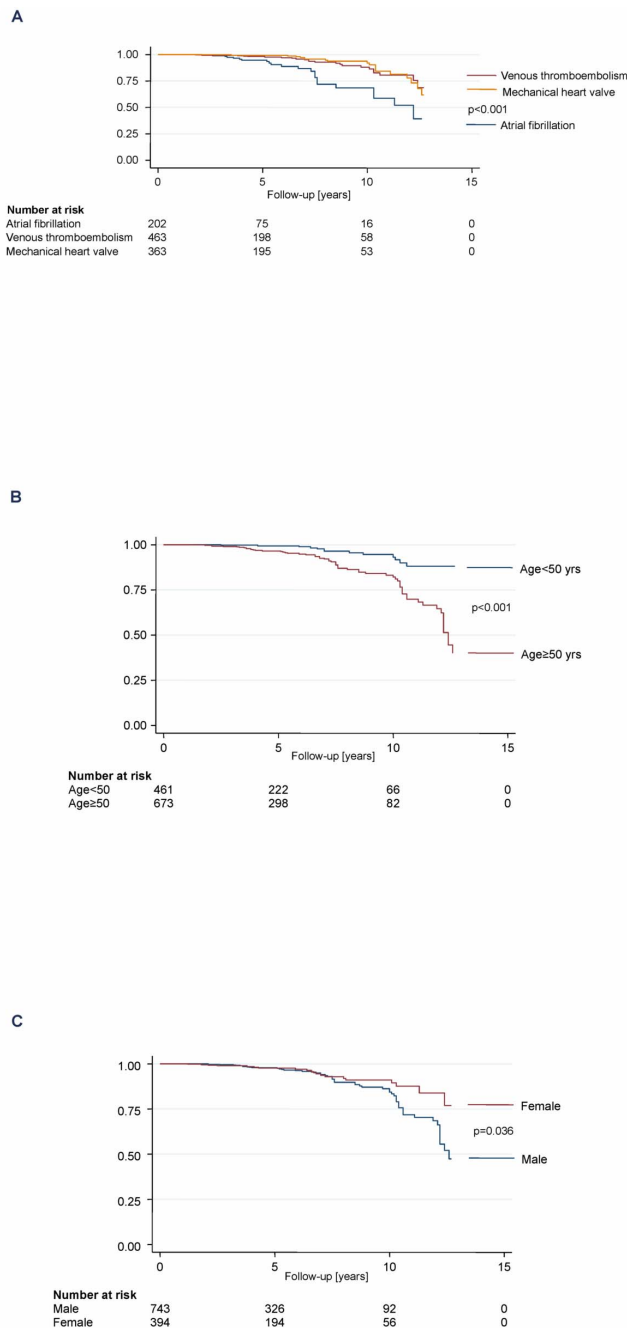 A
1.00
0.75
0.50
0.25
0.00
Venous thromboembolism
Mechanical heart valve
p<0.001
Atrial fibrillation
0 5 10 15
Follow-up [years]
Number at risk
Atrial fibrillation 202 75 16 0
Venous thromboembolism 463 198 58 0
Mechanical heart valve 363 195 53 0
B
1.00
0.75
0.50
0.25
0.00
Age<50 yrs
p<0.001
Age≥50 yrs
0 5 10 15
Follow-up [years]
Number at risk
Age<50 461 222 66 0
Age≥50 673 298 82 0
C
1.00
0.75
0.50
0.25
0.00
Female
p=0.036
Male
0 5 10 15
Follow-up [years]
Number at risk
Male 743 326 92 0
Female 394 194 56 0